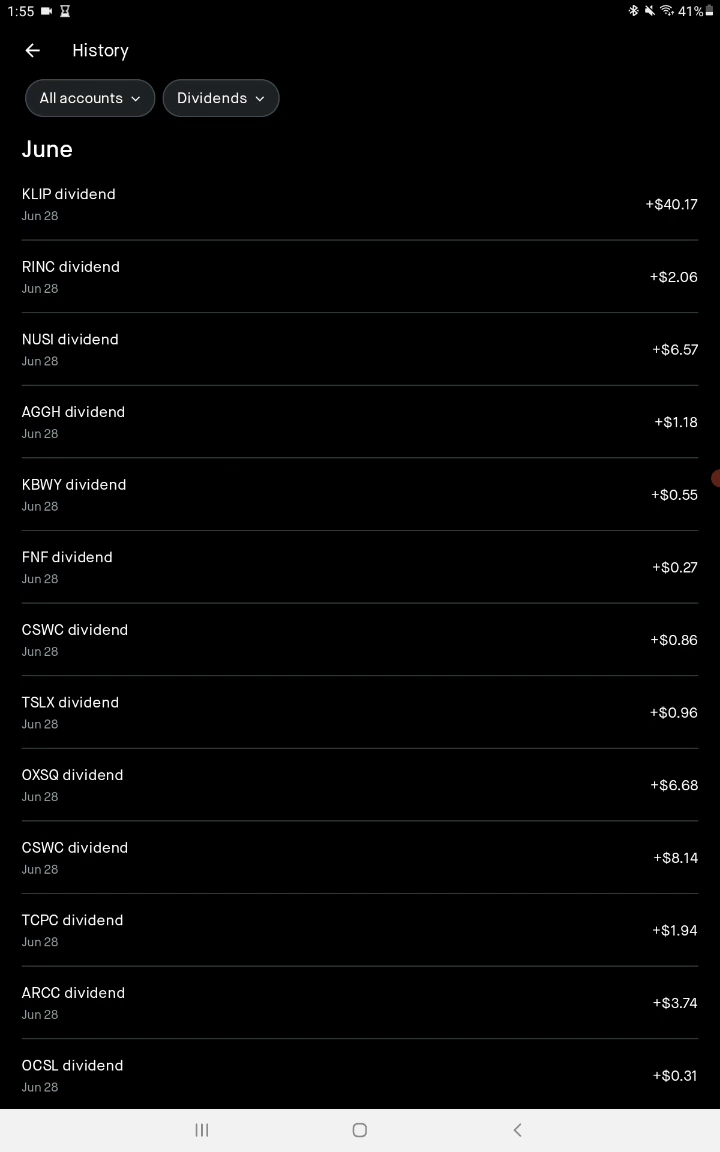 1:55
41%
History
All accounts
Dividends
June
KLIP dividend
+$40.17
Jun 28
RINC dividend
+$2.06
Jun 28
NUSI dividend
+$6.57
Jun 28
AGGH dividend
+$1.18
Jun 28
KBWY dividend
+$0.55
Jun 28
FNF dividend
+$0.27
Jun 28
CSWC dividend
+$0.86
Jun 28
TSLX dividend
+$0.96
Jun 28
OXSQ dividend
+$6.68
Jun 28
CSWC dividend
+$8.14
Jun 28
TCPC dividend
+$1.94
Jun 28
ARCC dividend
+$3.74
Jun 28
OCSL dividend
+$0.31
Jun 28